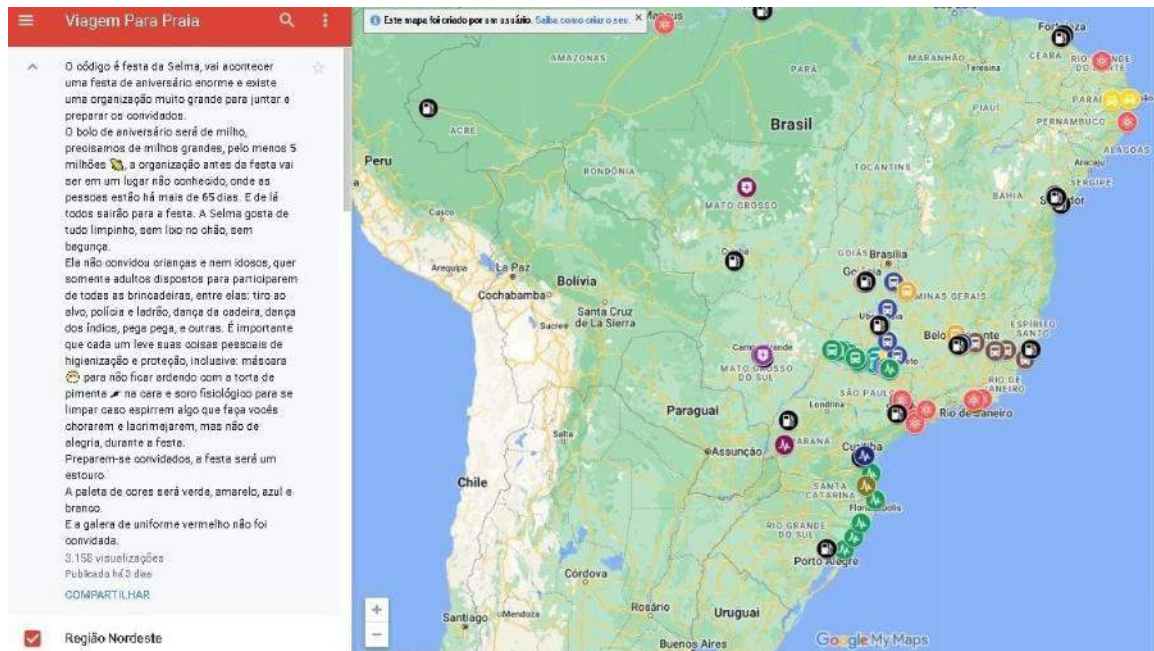 Viagem Para Praia
O código é festa da Selma, vai acontecer
uma festa de aniversário enorme e existe
uma organização muito grande para juntar e
preparar os convidados.
O bolo de aniversário será de milho,
precisamos de milhos grandes, pelo menos 5
milhões 🌽, a organização antes da festa vai
ser em um lugar não conhecido, onde as
pessoas estão há mais de 65 dias. E de lá
todos sairão para a festa. A Selma gosta de
tudo limpinho, sem lixo no chão, sem
bagunça.
Ela não convidou crianças e nem idosos, quer
somente adultos dispostos para participarem
de todas as brincadeiras, entre elas: tiro ao
alvo, polícia e ladrão, dança da cadeira, dança
dos índios, pega pega, e outras. É importante
que cada um leve suas coisas pessoais de
higienização e proteção, inclusive: máscara
😷 para não ficar ardendo com a torta de
pimenta 🌶 na cara e soro fisiológico para se
limpar caso espirrem algo que faça vocês
chorarem e lacrimejarem, mas não de
alegria, durante a festa.
Preparem-se convidados, a festa será um
estouro.
A paleta de cores será verde, amarelo, azul e
branco.
E a galera de uniforme vermelho não foi
convidada.
3.158 visualizações
Publicado há 3 dias
COMPARTILHAR
Região Nordeste
Este mapa foi criado por um usuário. Saiba como criar o seu.
Fortaleza
AMAZONAS
PARÁ
MARANHÃO
CEARÁ
Teresina
PIAUÍ
PERNAMBUCO
ALAGOAS
Aracaju
SERGIPE
ACRE
Brasil
Peru
RONDÔNIA
TOCANTINS
BAHIA
MATO GROSSO
Cusco
GOIÁS
Brasília
Arequipa
La Paz
Bolívia
Cochabamba
MINAS GERAIS
Santa Cruz
de La Sierra
Sucre
ESPÍRITO
SANTO
MATO GROSSO
DO SUL
SÃO PAULO
Rio de Janeiro
Londrina
Paraguai
Salta
Assunção
Curitiba
Chile
SANTA
CATARINA
Florianópolis
RIO GRANDE
DO SUL
Porto Alegre
Córdova
Santiago
Mendoza
Rosário
Uruguai
Buenos Aires
Google My Maps